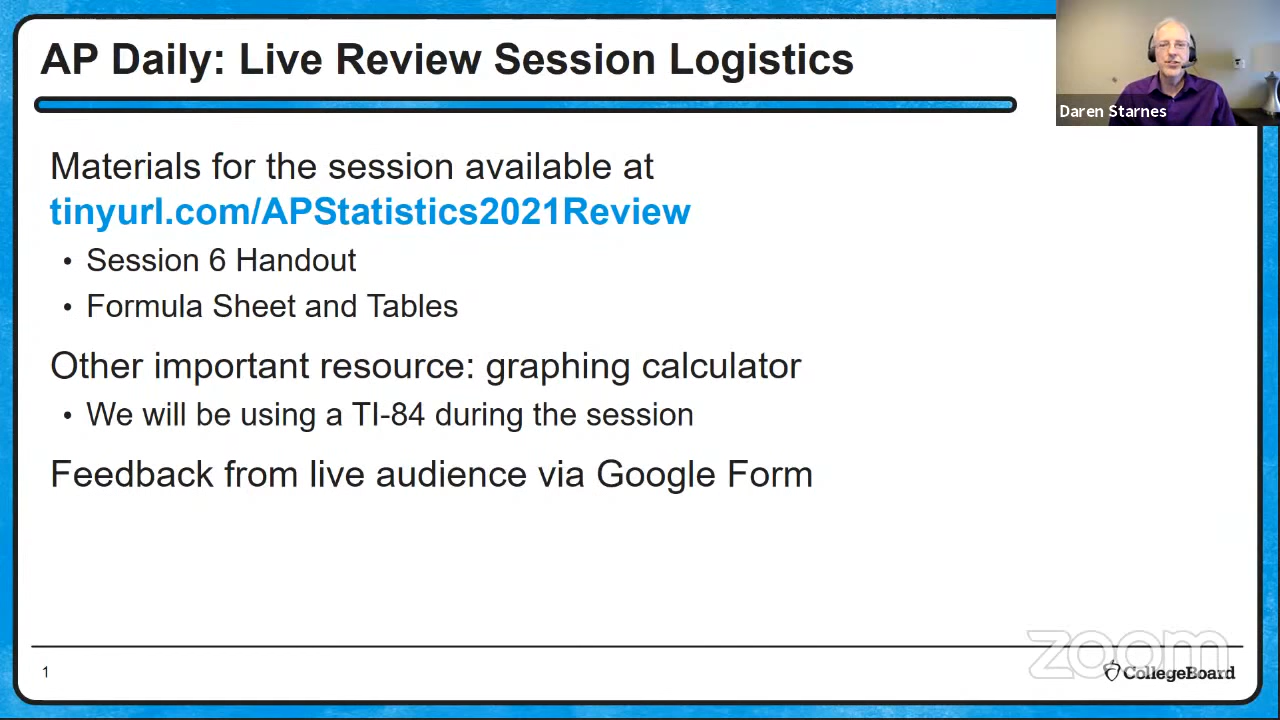 AP Daily: Live Review Session Logistics
Daren Starnes
Materials for the session available at
tinyurl.com/APStatistics2021Review
• Session 6 Handout
• Formula Sheet and Tables
Other important resource: graphing calculator
• We will be using a TI-84 during the session
Feedback from live audience via Google Form
zoom
1
CollegeBoard